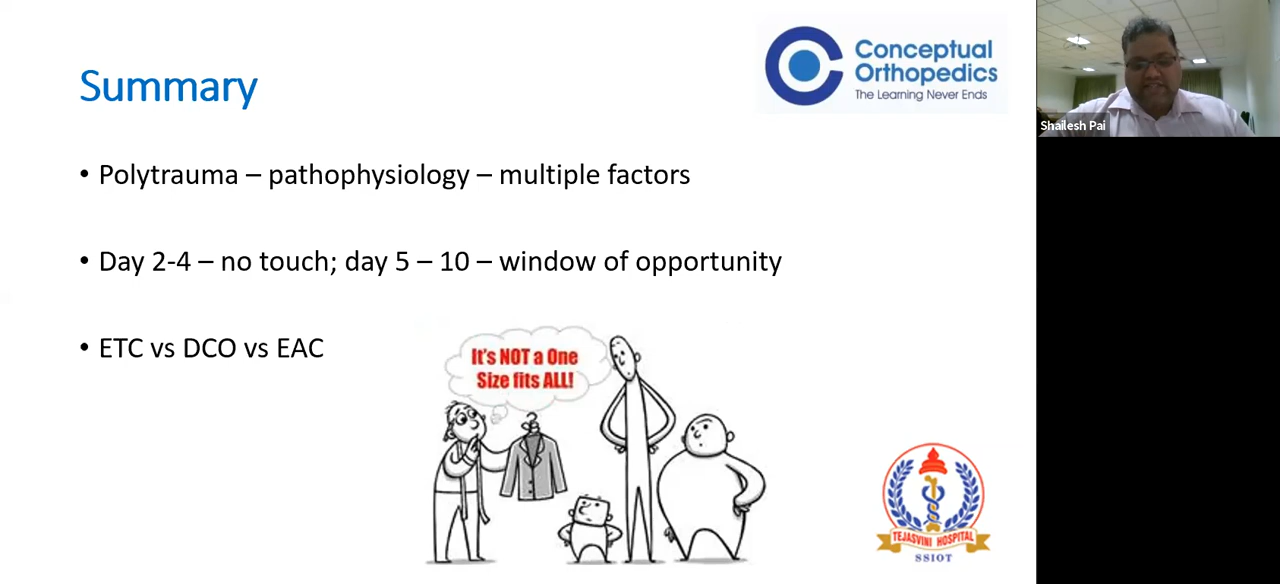 Summary
Conceptual
Orthopedics
The Learning Never Ends
Shailesh Pai
• Polytrauma – pathophysiology – multiple factors
• Day 2-4 – no touch; day 5 – 10 – window of opportunity
• ETC vs DCO vs EAC
It's NOT a One
Size fits ALL!
TEJASVINI HOSPITAL
SSIOT